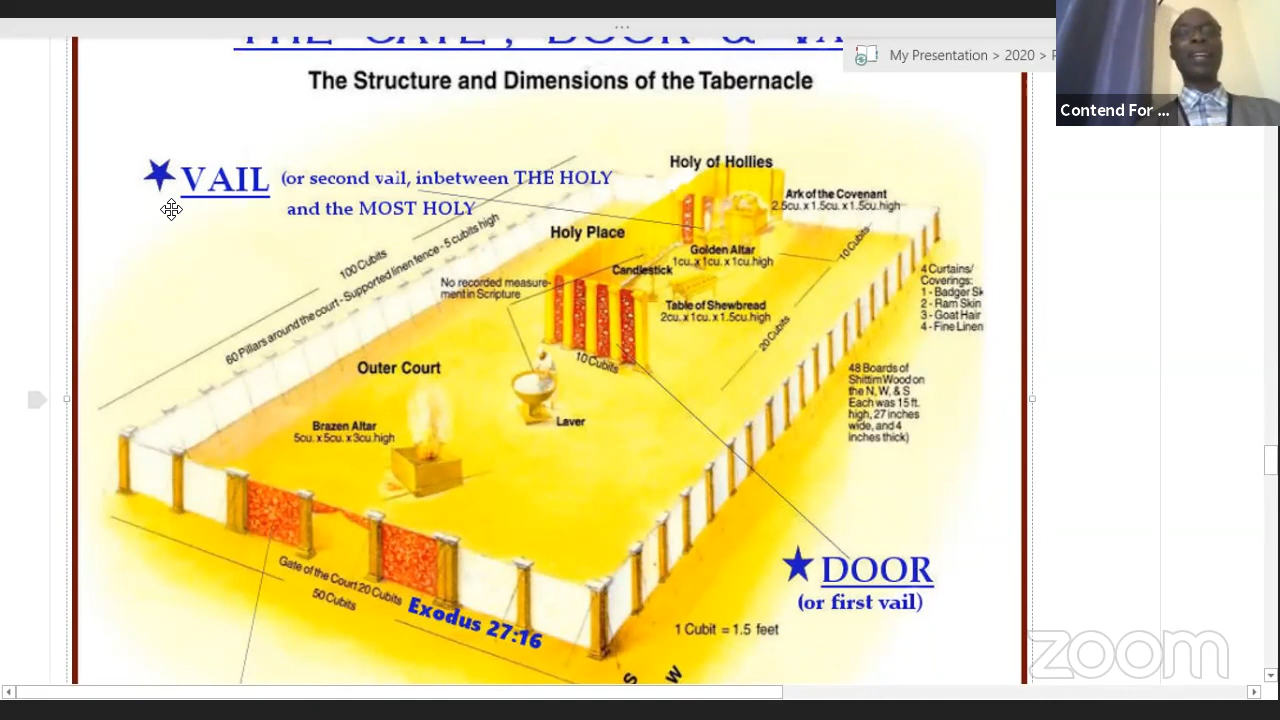 THE GATE, DOOR & VA
My Presentation > 2020 >
Contend For ...
The Structure and Dimensions of the Tabernacle
VAIL (or second vail, inbetween THE HOLY
and the MOST HOLY
Holy of Hollies
Ark of the Covenant
2.5cu. x 1.5cu. x 1.5cu.high
Holy Place
Golden Altar
1cu. x 1cu. x 1cu.high
10 Cubits
100 Cubits
60 Pillars around the court - Supported linen fence - 5 cubits high
No recorded measure-
ment in Scripture
Candlestick
Table of Shewbread
2cu. x 1cu. x 1.5cu.high
4 Curtains/
Coverings:
1 - Badger Sk
2 - Ram Skin
3 - Goat Hair
4 - Fine Linen
20 Cubits
10 Cubits
Outer Court
48 Boards of
Shittim Wood on
the N, W, & S
Each was 15 ft.
high, 27 inches
wide, and 4
inches thick)
Laver
Brazen Altar
5cu. x 5cu. x 3cu.high
Gate of the Court 20 Cubits
50 Cubits
Exodus 27:16
DOOR
(or first vail)
1 Cubit = 1.5 feet
S
W
zoom